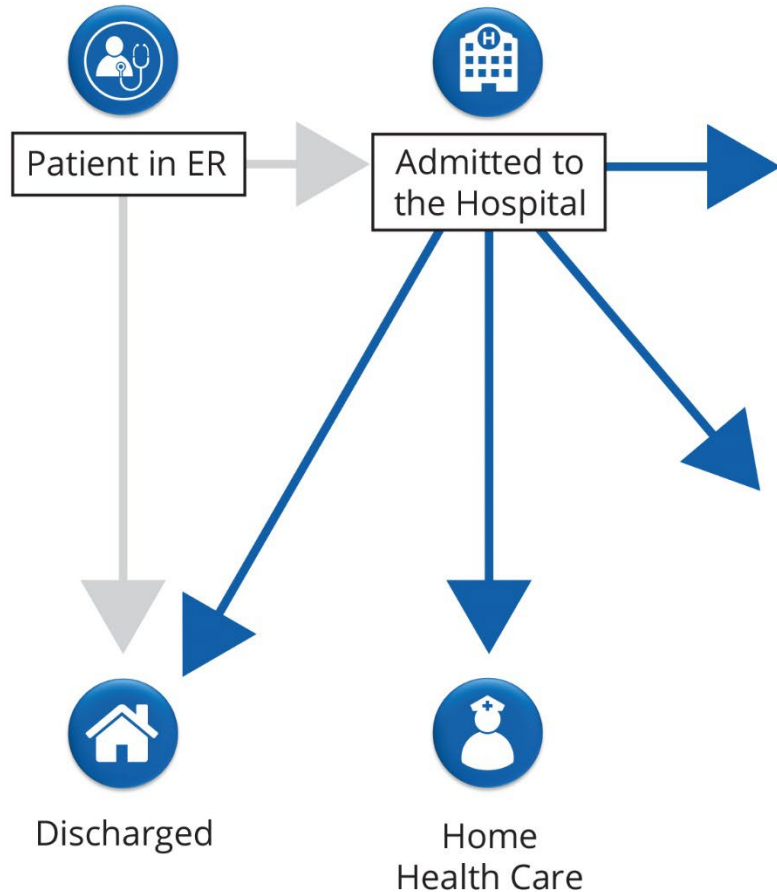 H
Patient in ER
Admitted to
the Hospital
Discharged
Home
Health Care